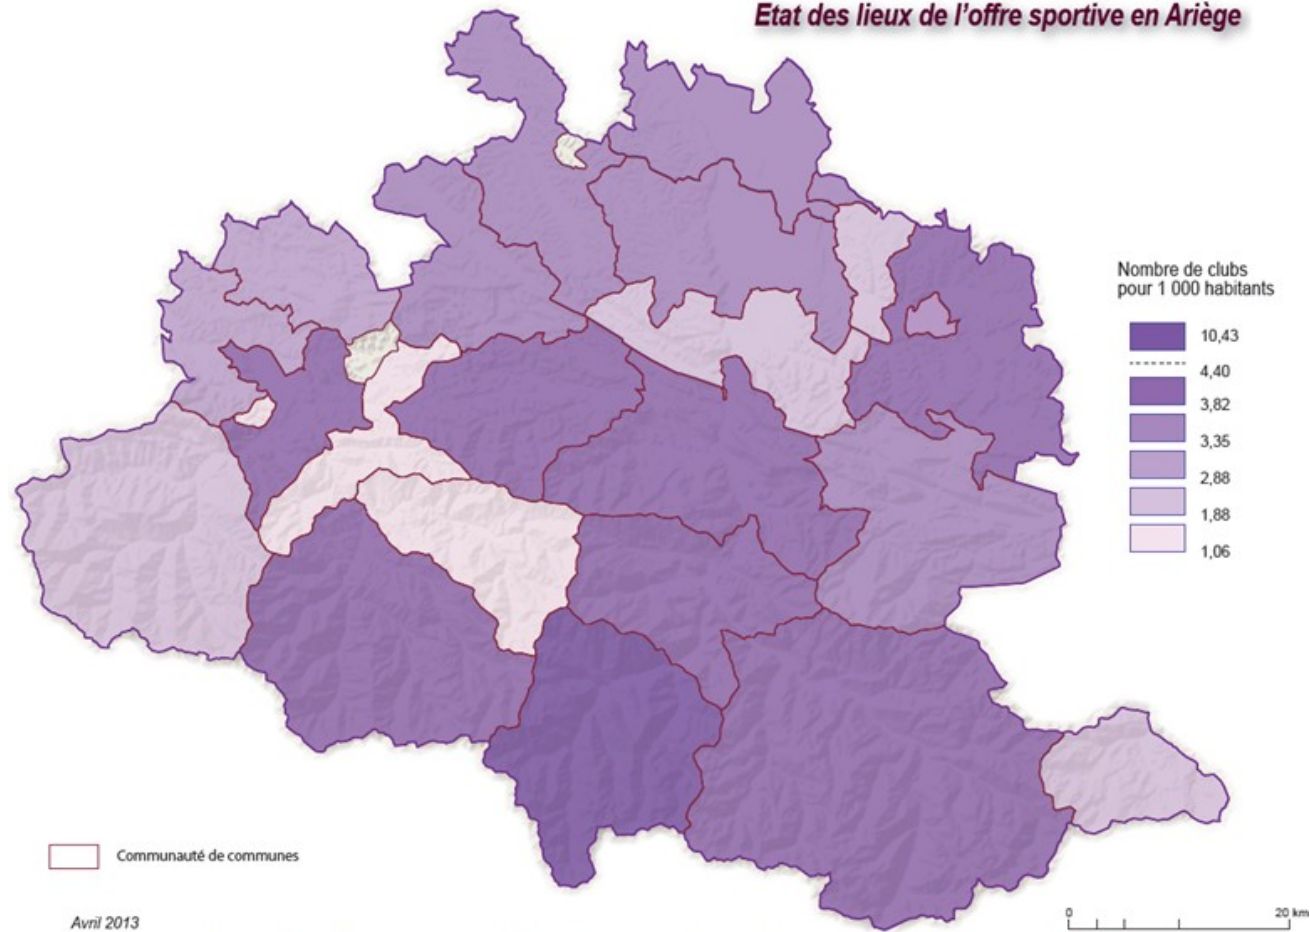 Etat des lieux de l'offre sportive en Ariège
Nombre de clubs
pour 1 000 habitants
10,43
4,40
3,82
3,35
2,88
1,88
1,06
Communauté de communes
Avril 2013
0 20 km